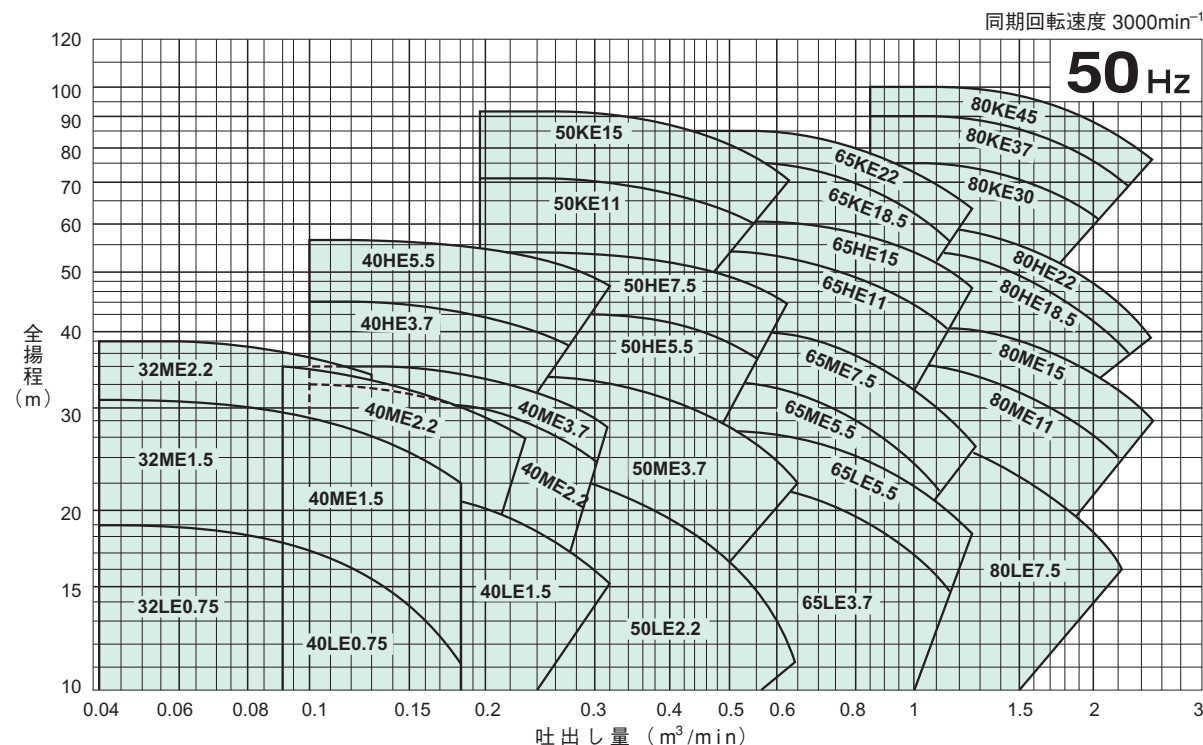 同期回転速度 3000min⁻¹
50 Hz
120
100
90
80
70
60
50
40
30
20
15
10
全揚程
(m)
80KE45
50KE15
80KE37
65KE22
80KE30
50KE11
65KE18.5
65HE15
40HE5.5
80HE22
50HE7.5
65HE11
80HE18.5
40HE3.7
50HE5.5
32ME2.2
65ME7.5
80ME15
40ME2.2
40ME3.7
65ME5.5
80ME11
32ME1.5
50ME3.7
40ME2.2
65LE5.5
40ME1.5
80LE7.5
40LE1.5
32LE0.75
65LE3.7
50LE2.2
40LE0.75
0.04 0.06 0.08 0.1 0.15 0.2 0.3 0.4 0.5 0.6 0.8 1 1.5 2 3
吐出し量 (m³/min)